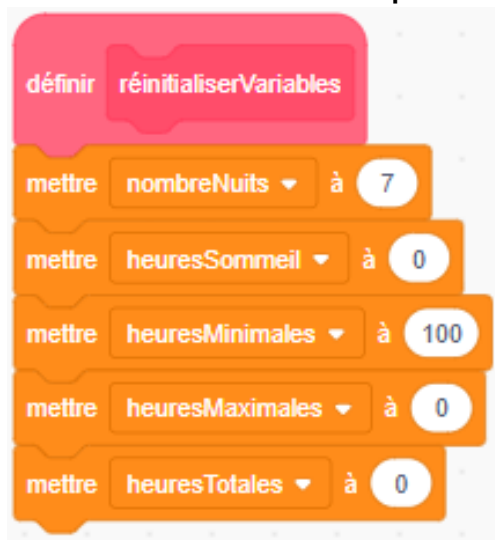 définir réinitialiserVariables
mettre nombreNuits à 7
mettre heuresSommeil à 0
mettre heuresMinimales à 100
mettre heuresMaximales à 0
mettre heuresTotales à 0